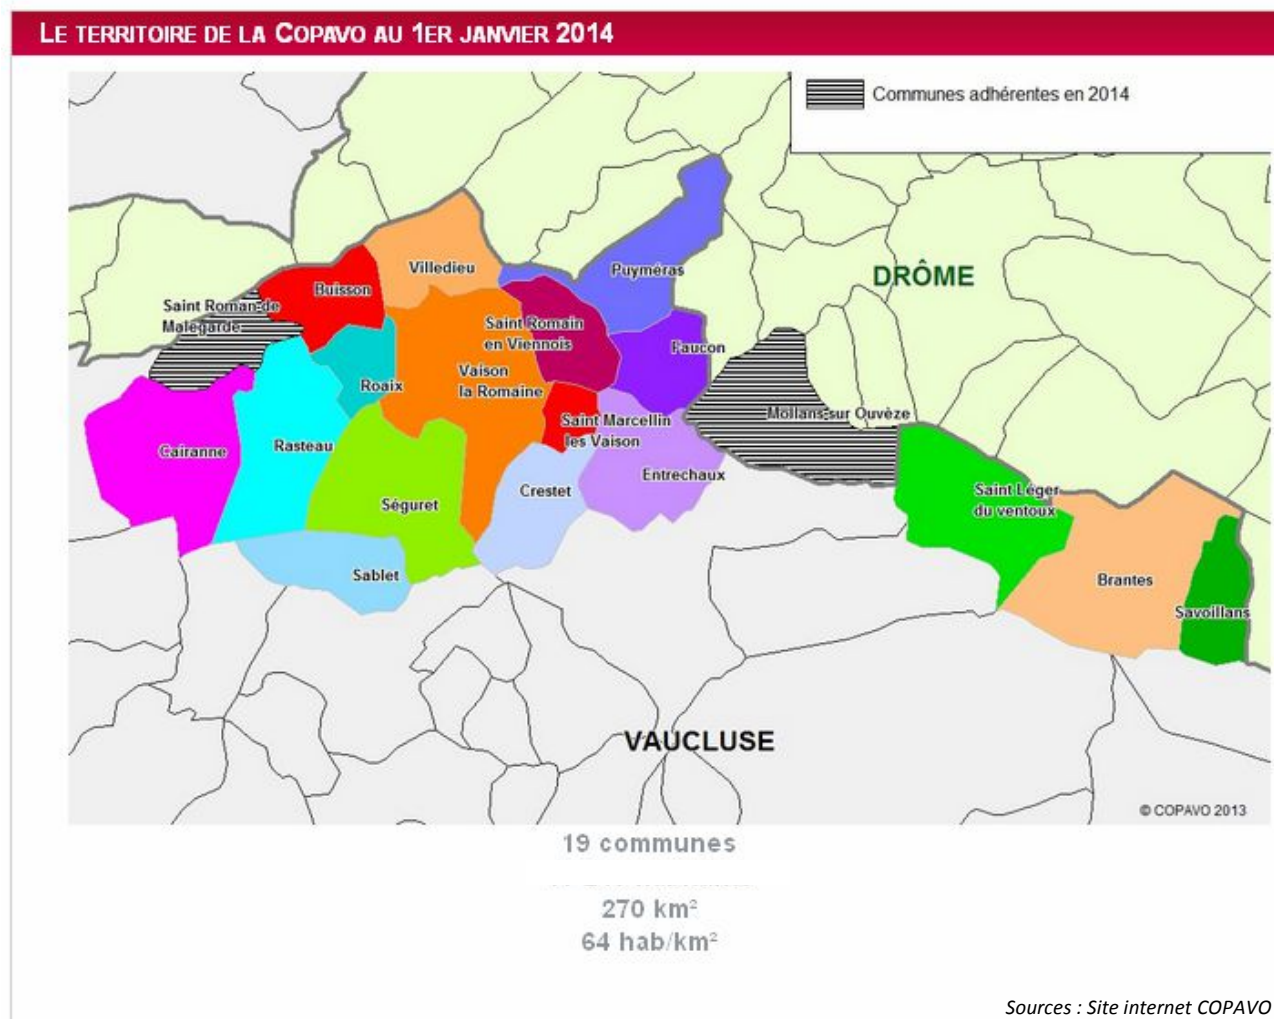 LE TERRITOIRE DE LA COPAVO AU 1ER JANVIER 2014
Communes adhérentes en 2014
DRÔME
Villedieu
Puyméras
Buisson
Saint Roman de
Malegarde
Saint Romain
en Viennois
Faucon
Vaison
la Romaine
Roaix
Mollans sur Ouvèze
Saint Marcellin
les Vaison
Rasteau
Cairanne
Entrechaux
Crestet
Séguret
Saint Léger
du ventoux
Sablet
Brantes
Savoillans
VAUCLUSE
© COPAVO 2013
19 communes
270 km²
64 hab/km²
Sources : Site internet COPAVO